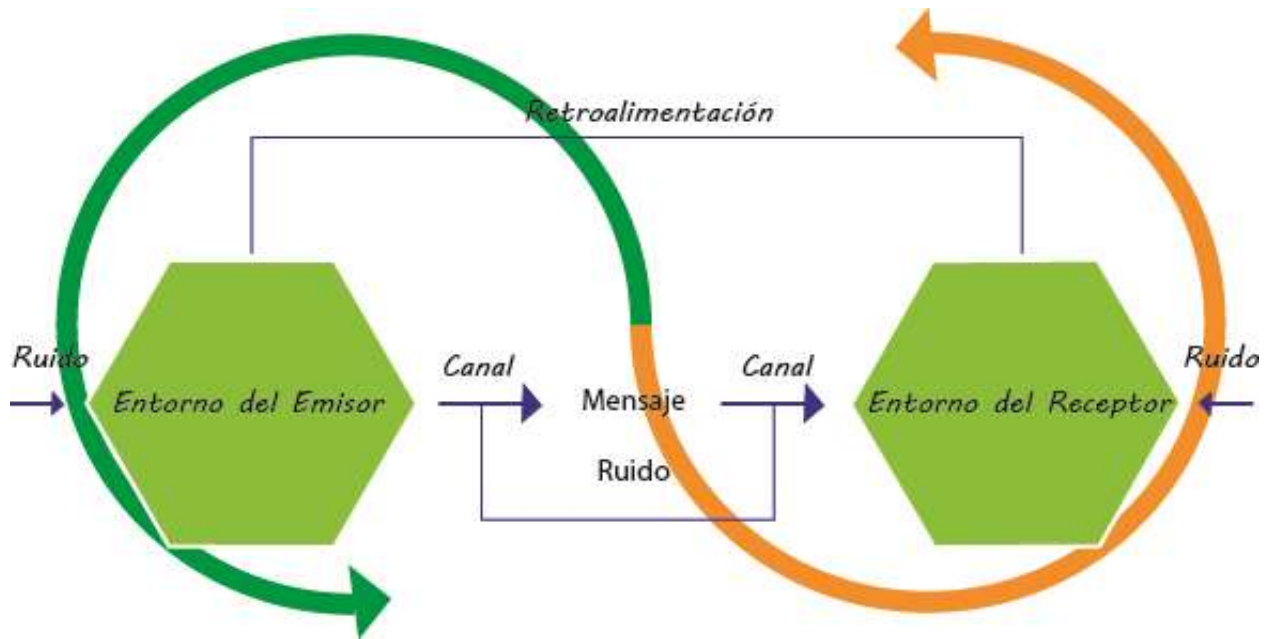 Retroalimentación
Ruido
Canal
Canal
Ruido
Entorno del Emisor
Mensaje
Entorno del Receptor
Ruido